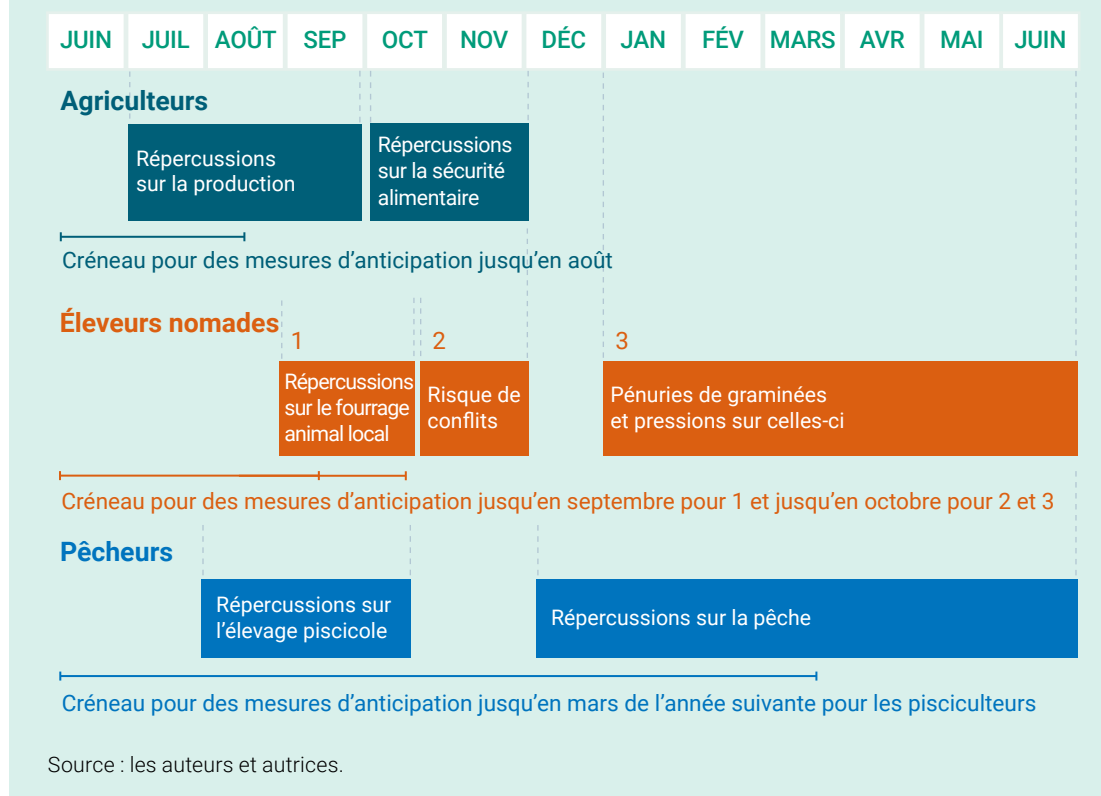 JUIN JUIL AOÛT SEP OCT NOV DÉC JAN FÉV MARS AVR MAI JUIN
Agriculteurs
Répercussions
sur la production
Répercussions
sur la sécurité
alimentaire
Créneau pour des mesures d’anticipation jusqu’en août
Éleveurs nomades
1
Répercussions
sur le fourrage
animal local
2
Risque de
conflits
3
Pénuries de graminées
et pressions sur celles-ci
Créneau pour des mesures d’anticipation jusqu’en septembre pour 1 et jusqu’en octobre pour 2 et 3
Pêcheurs
Répercussions sur
l’élevage piscicole
Répercussions sur la pêche
Créneau pour des mesures d’anticipation jusqu’en mars de l’année suivante pour les pisciculteurs
Source : les auteurs et autrices.